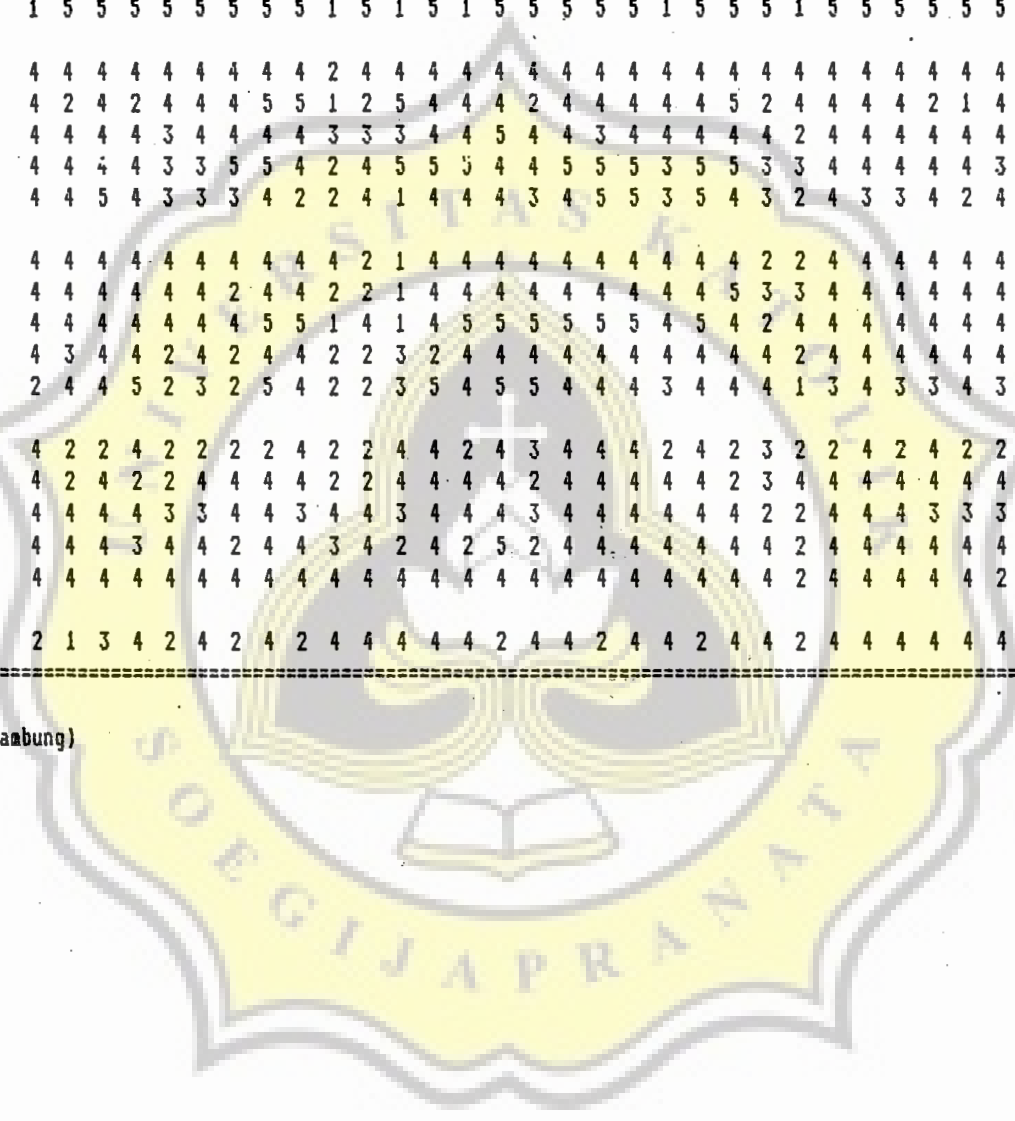 1 5 5 5 5 5 5 5 5 1 5 1 5 1 5 5 5 5 5 1 5 5 5 1 5 5 5 5 5 5
4 4 4 4 4 4 4 4 4 2 4 4 4 4 4 4 4 4 4 4 4 4 4 4 4 4 4 4 4 4
4 2 4 2 4 4 4 5 5 1 2 5 4 4 4 2 4 4 4 4 4 5 2 4 4 4 4 2 1 4
4 4 4 4 3 4 4 4 4 3 3 3 4 4 5 4 4 3 4 4 4 4 4 2 4 4 4 4 4 4
4 4 4 4 3 3 5 5 4 2 4 5 5 5 4 4 5 5 5 3 5 5 3 3 4 4 4 4 4 3
4 4 5 4 3 3 3 4 2 2 4 1 4 4 4 3 4 5 5 3 5 4 3 2 4 3 3 4 2 4
4 4 4 4 4 4 4 4 4 4 2 1 4 4 4 4 4 4 4 4 4 4 2 2 4 4 4 4 4 4
4 4 4 4 4 4 2 4 4 2 2 1 4 4 4 4 4 4 4 4 4 5 3 3 4 4 4 4 4 4
4 4 4 4 4 4 4 5 5 1 4 1 4 5 5 5 5 5 5 4 5 4 2 4 4 4 4 4 4 4
4 3 4 4 2 4 2 4 4 2 2 3 2 4 4 4 4 4 4 4 4 4 4 2 4 4 4 4 4 4
2 4 4 5 2 3 2 5 4 2 2 3 5 4 5 5 4 4 4 3 4 4 4 1 3 4 3 3 4 3
4 2 2 4 2 2 2 2 4 2 2 4 4 2 4 3 4 4 4 2 4 2 3 2 2 4 2 4 2 2
4 2 4 2 2 4 4 4 4 2 2 4 4 4 4 2 4 4 4 4 4 2 3 4 4 4 4 4 4 4
4 4 4 4 3 3 4 4 3 4 4 3 4 4 4 3 4 4 4 4 4 4 2 2 4 4 4 3 3 3
4 4 4 3 4 4 2 4 4 3 4 2 4 2 5 2 4 4 4 4 4 4 4 2 4 4 4 4 4 4
4 4 4 4 4 4 4 4 4 4 4 4 4 4 4 4 4 4 4 4 4 4 4 2 4 4 4 4 4 2
2 1 3 4 2 4 2 4 2 4 4 4 4 4 2 4 4 2 4 4 2 4 4 2 4 4 4 4 4 4
ambung)
UNIVERSITAS KATOLIK
SOEGIJAPRANATA